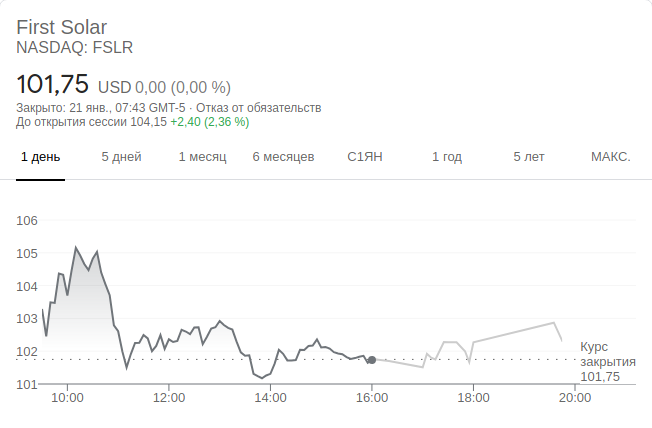 First Solar
NASDAQ: FSLR
101,75 USD 0,00 (0,00 %)
Закрыто: 21 янв., 07:43 GMT-5 · Отказ от обязательств
До открытия сессии 104,15 +2,40 (2,36 %)
1 день 5 дней 1 месяц 6 месяцев С1ЯН 1 год 5 лет МАКС.
106
105
104
103
102
101
Курс
закрытия
101,75
10:00 12:00 14:00 16:00 18:00 20:00